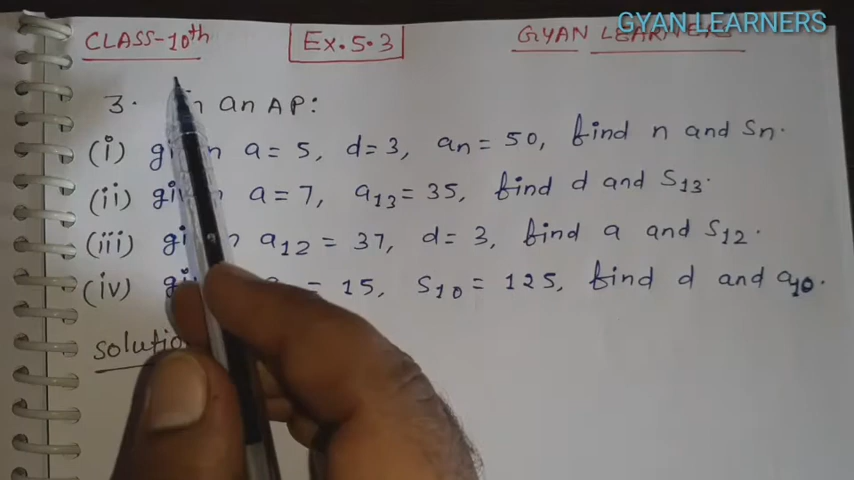 GYAN LEARNERS
CLASS-10th Ex.5.3 GYAN LEARNERS
3. an AP:
(i) a = 5, d = 3, an = 50, find n and Sn.
(ii) a = 7, a13 = 35, find d and S13.
(iii) a12 = 37, d = 3, find a and S12.
(iv) = 15, S10 = 125, find d and a10.